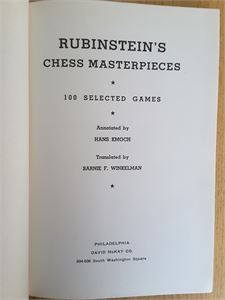 RUBINSTEIN'S
CHESS MASTERPIECES
100 SELECTED GAMES
Annotated by
HANS KMOCH
Translated by
BARNIE F. WINKELMAN
PHILADELPHIA
DAVID McKAY CO.
604-608 South Washington Square